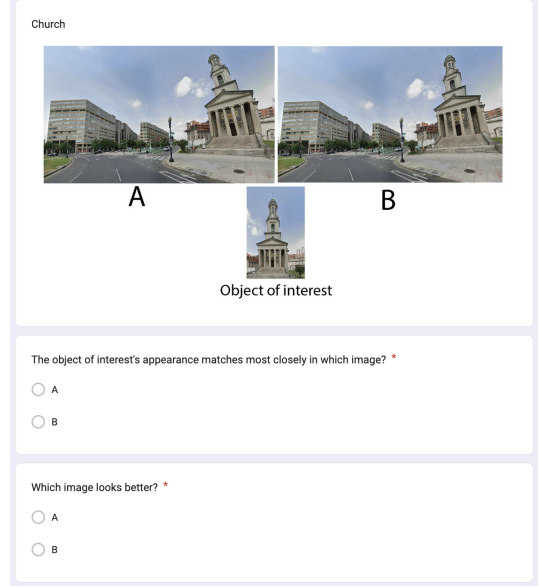 Church
A
B
Object of interest
The object of interest's appearance matches most closely in which image? *
A
B
Which image looks better? *
A
B